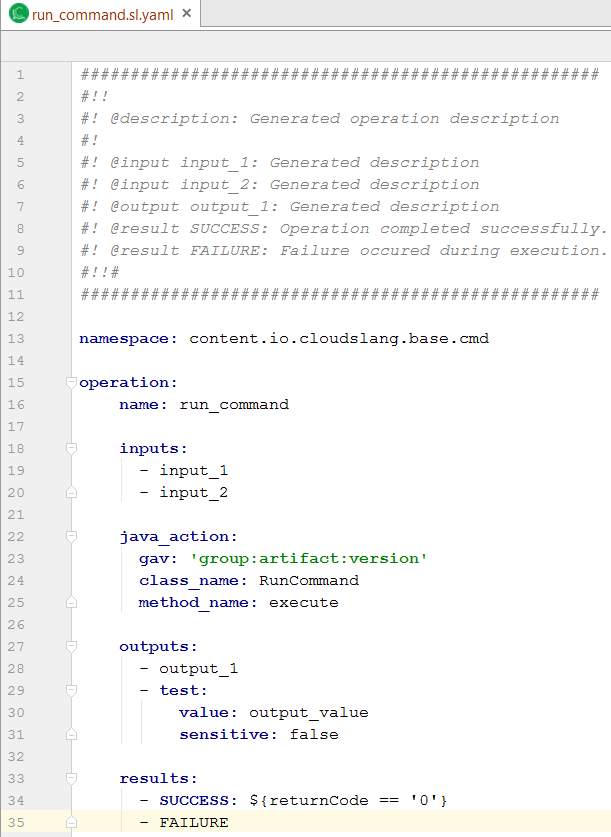 run_command.sl.yaml ×
1 ####################################################
2 #!!
3 #! @description: Generated operation description
4 #!
5 #! @input input_1: Generated description
6 #! @input input_2: Generated description
7 #! @output output_1: Generated description
8 #! @result SUCCESS: Operation completed successfully.
9 #! @result FAILURE: Failure occured during execution.
10 #!!#
11 ####################################################
12
13 namespace: content.io.cloudslang.base.cmd
14
15 operation:
16     name: run_command
17
18     inputs:
19       - input_1
20       - input_2
21
22     java_action:
23       gav: 'group:artifact:version'
24       class_name: RunCommand
25       method_name: execute
26
27     outputs:
28       - output_1
29       - test:
30           value: output_value
31           sensitive: false
32
33     results:
34       - SUCCESS: ${returnCode == '0'}
35       - FAILURE